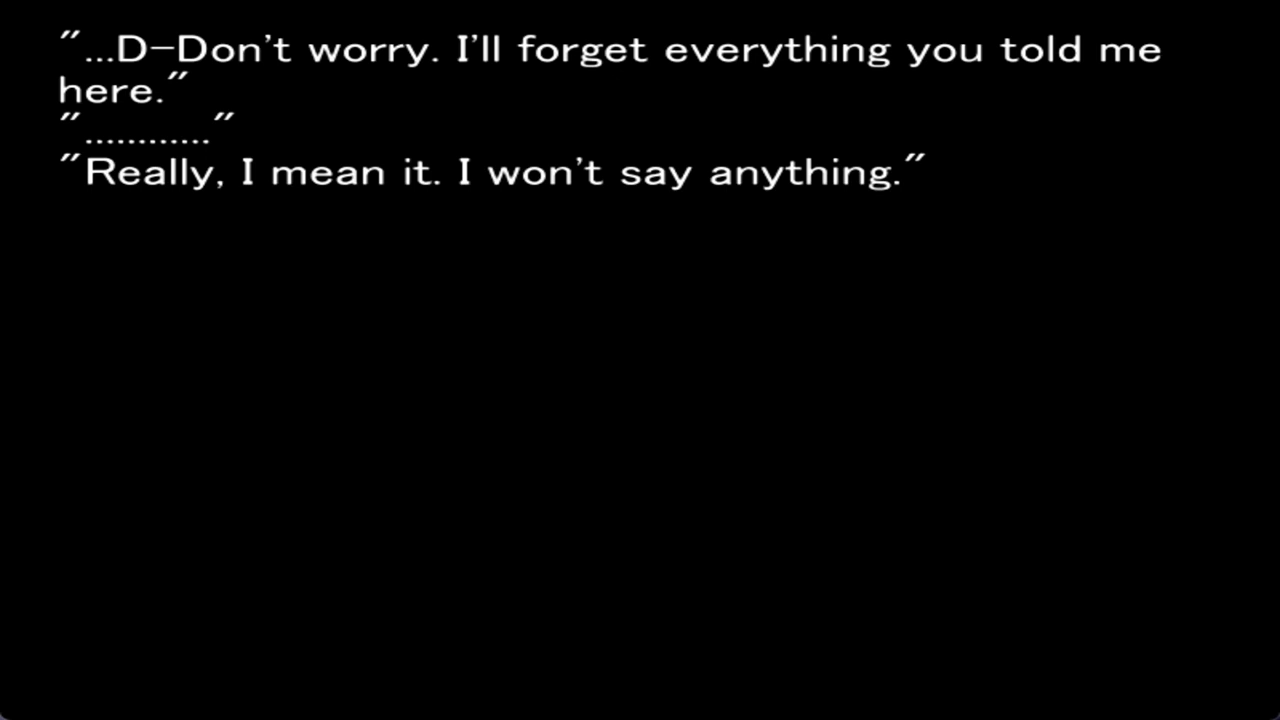 "...D-Don't worry. I'll forget everything you told me
here."
"............"
"Really, I mean it. I won't say anything."